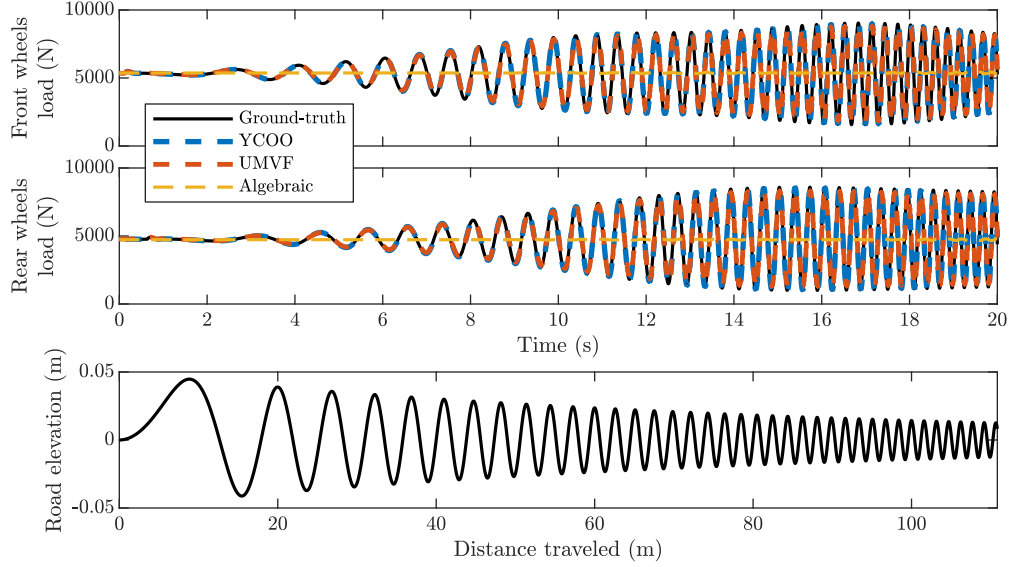 Front wheels
load (N)
10000
5000
0
Ground-truth
YCOO
UMVF
Algebraic
Rear wheels
load (N)
10000
5000
0
0 2 4 6 8 10 12 14 16 18 20
Time (s)
Road elevation (m)
0.05
0
-0.05
0 20 40 60 80 100
Distance traveled (m)